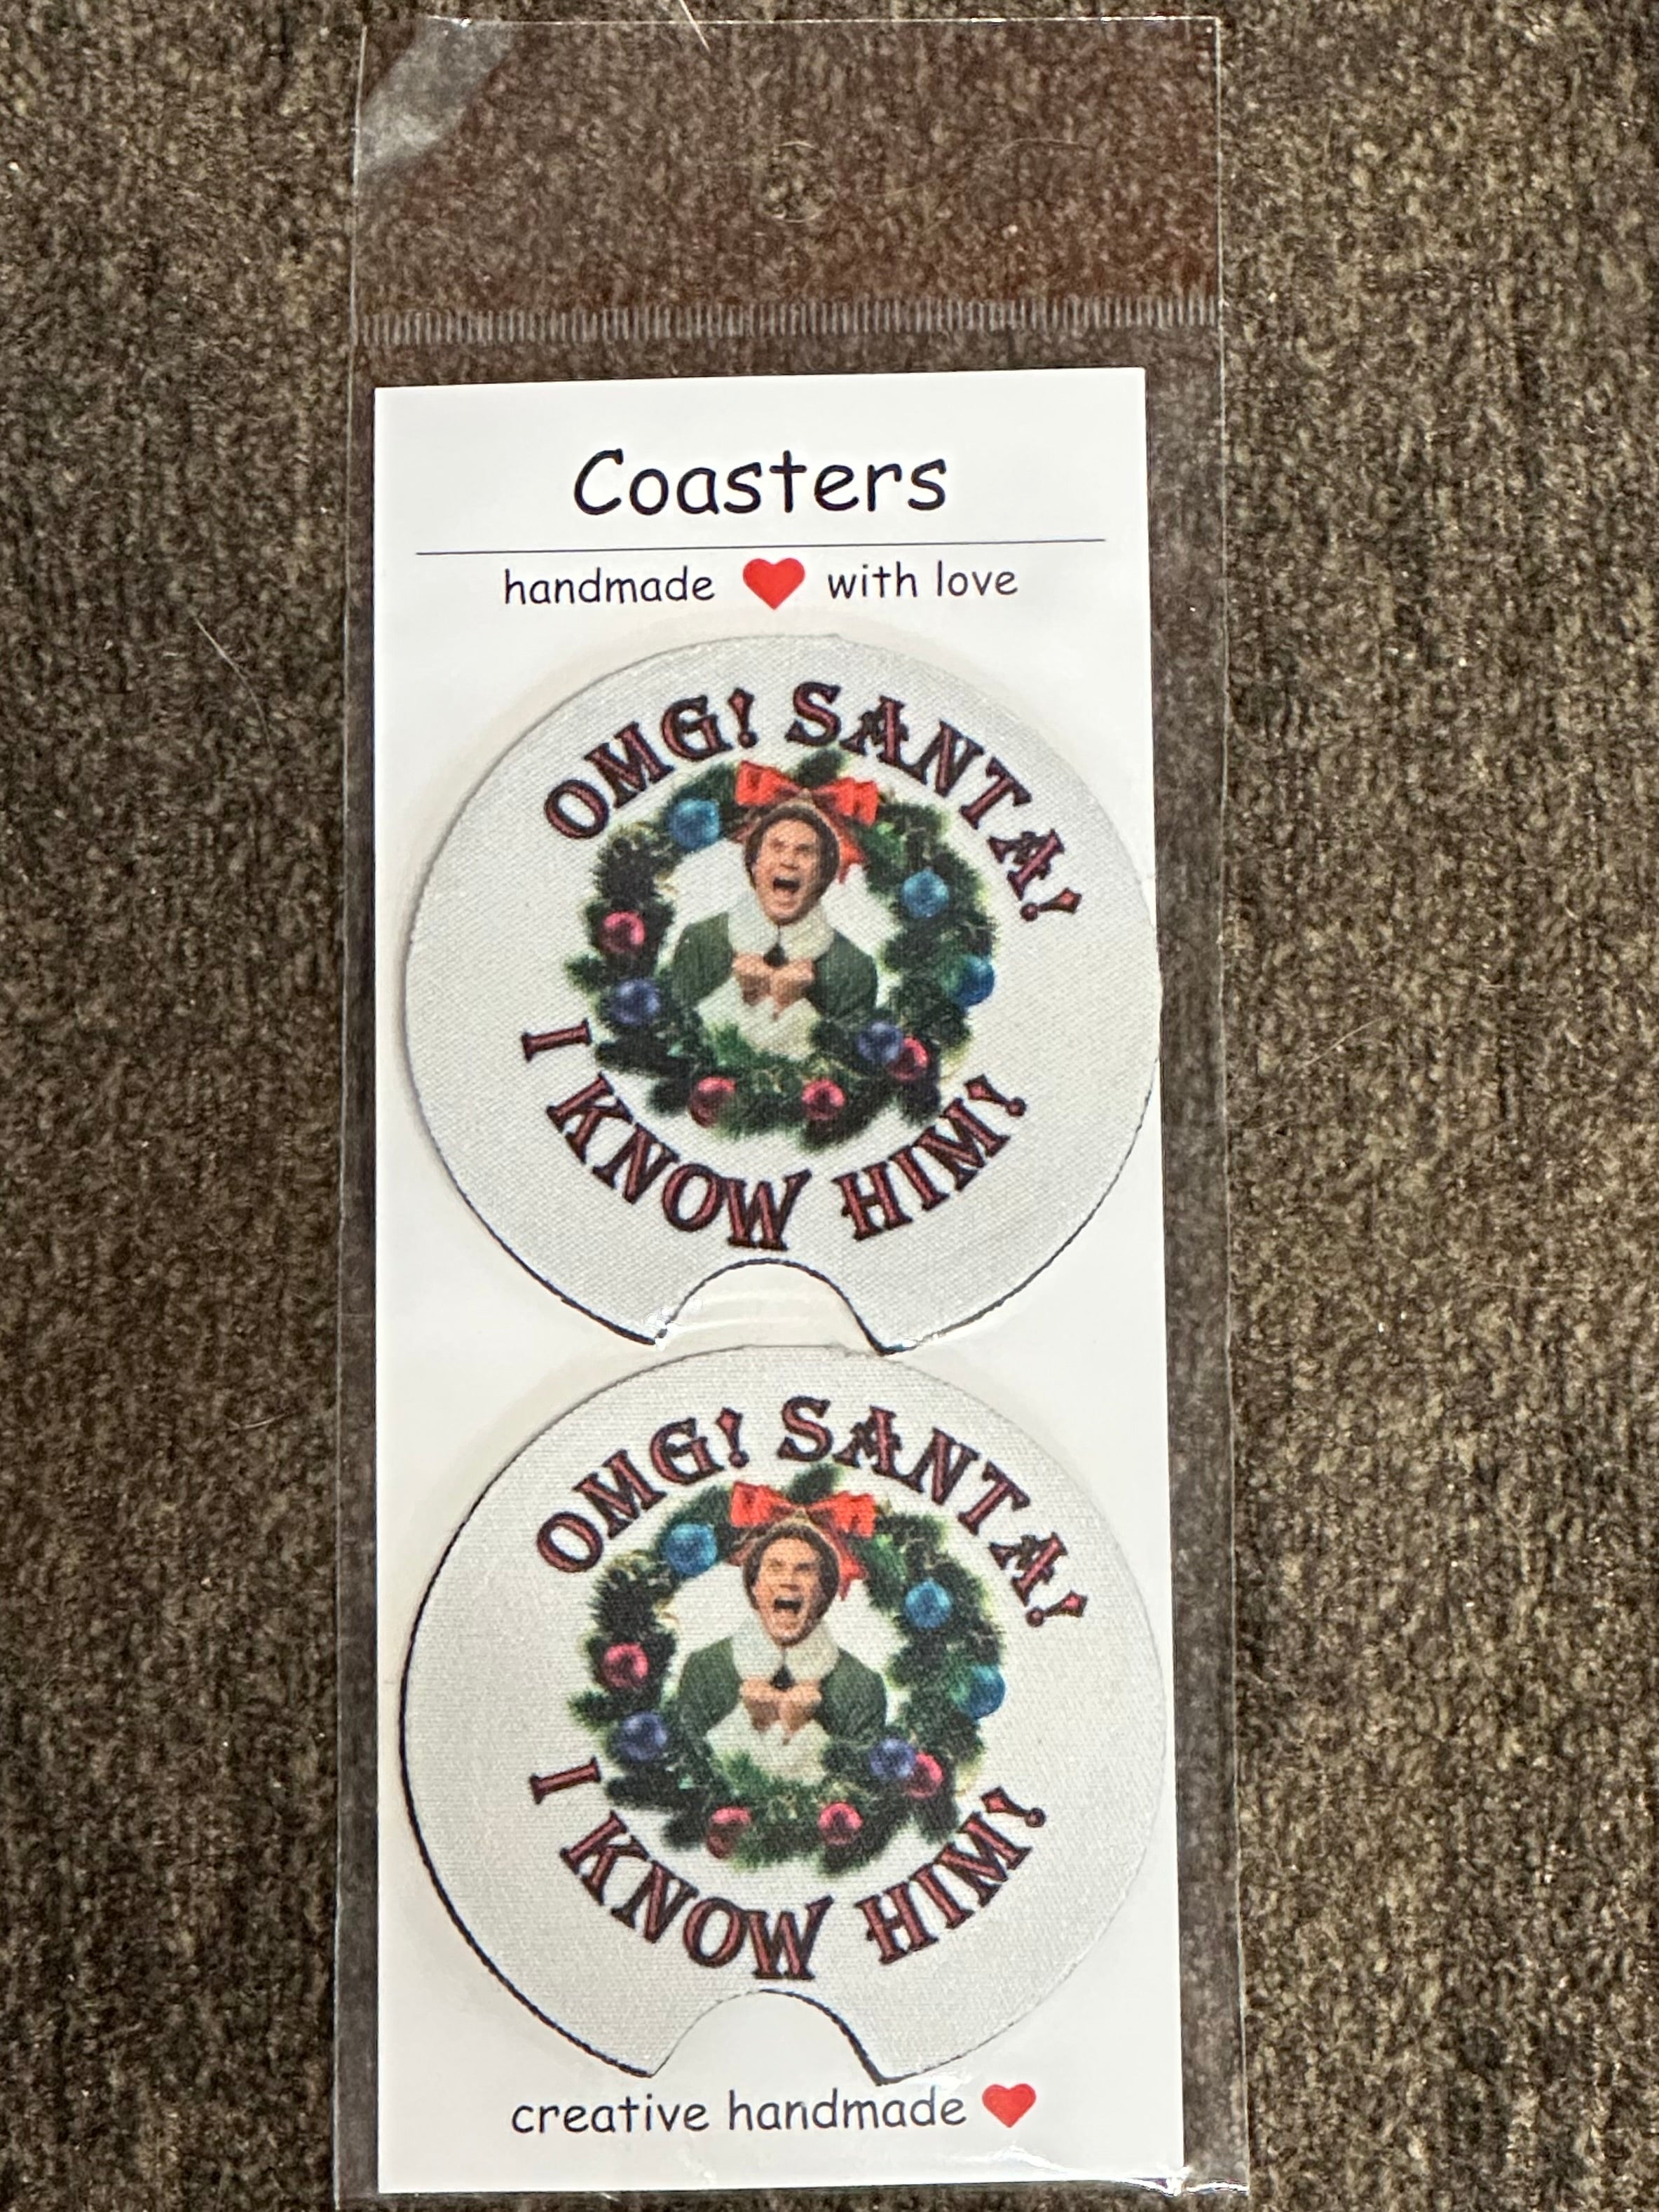 Coasters
handmade with love
OMG! SANTA!
I KNOW HIM!
OMG! SANTA!
I KNOW HIM!
creative handmade